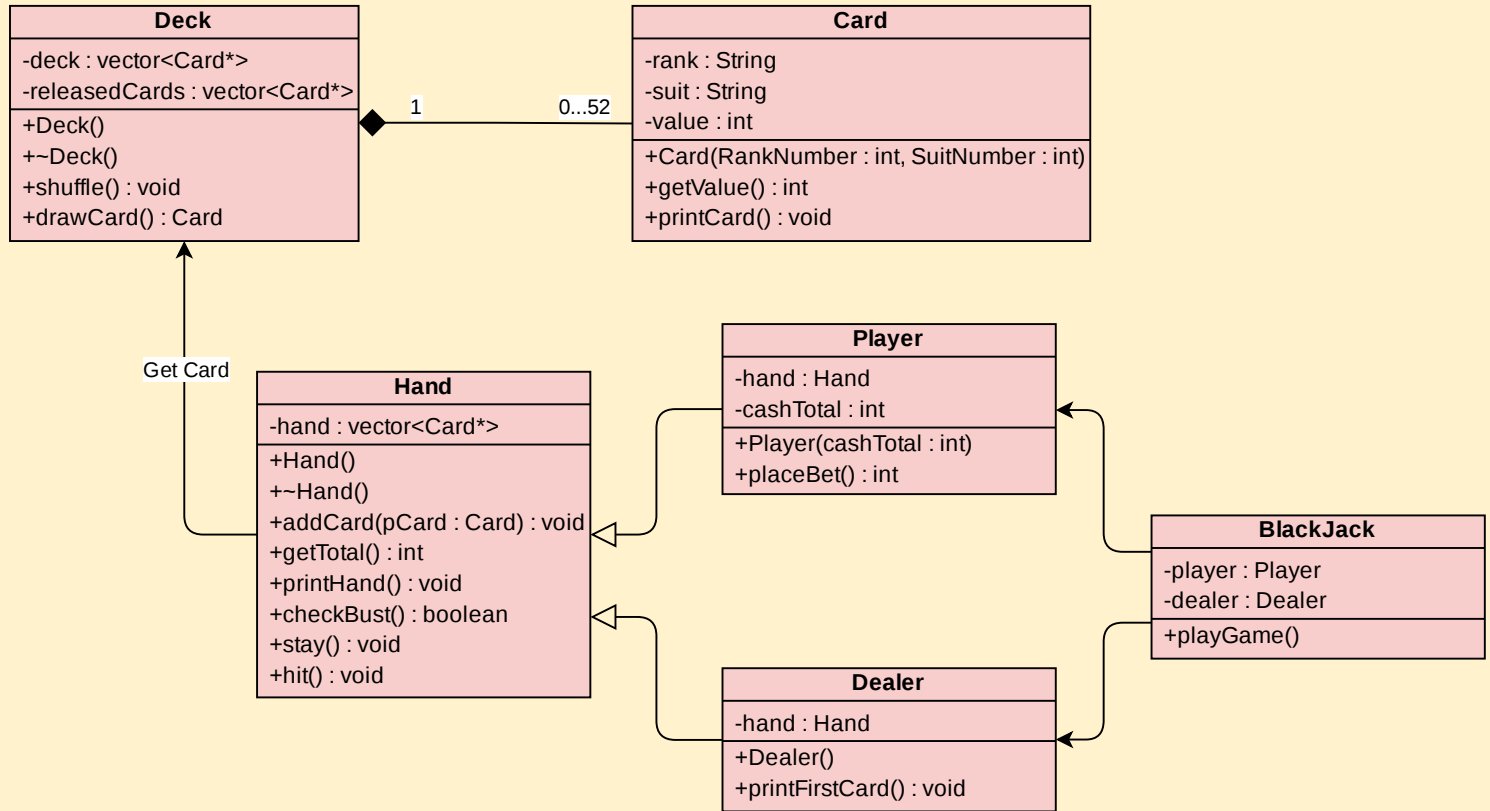 Deck
-deck : vector<Card*>
-releasedCards : vector<Card*>
+Deck()
+~Deck()
+shuffle() : void
+drawCard() : Card
1
0...52
Card
-rank : String
-suit : String
-value : int
+Card(RankNumber : int, SuitNumber : int)
+getValue() : int
+printCard() : void
Get Card
Hand
-hand : vector<Card*>
+Hand()
+~Hand()
+addCard(pCard : Card) : void
+getTotal() : int
+printHand() : void
+checkBust() : boolean
+stay() : void
+hit() : void
Player
-hand : Hand
-cashTotal : int
+Player(cashTotal : int)
+placeBet() : int
Dealer
-hand : Hand
+Dealer()
+printFirstCard() : void
BlackJack
-player : Player
-dealer : Dealer
+playGame()